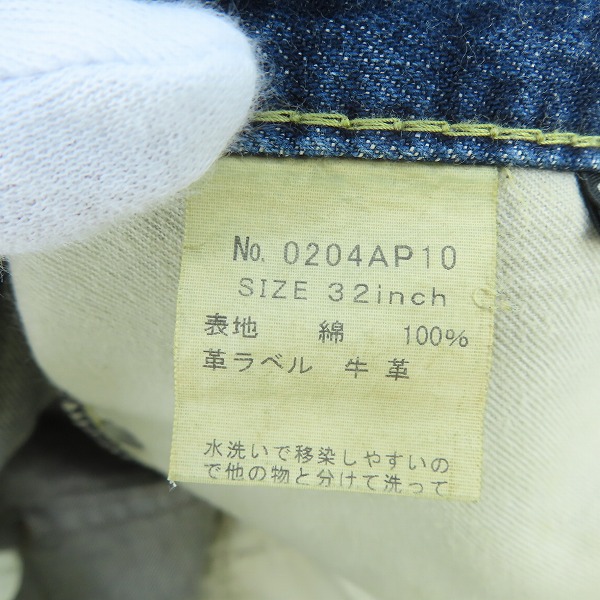 No. 0204AP10
SIZE 32inch
表地 綿 100%
革ラベル 牛革
水洗いで移染しやすいの
で他の物と分けて洗って